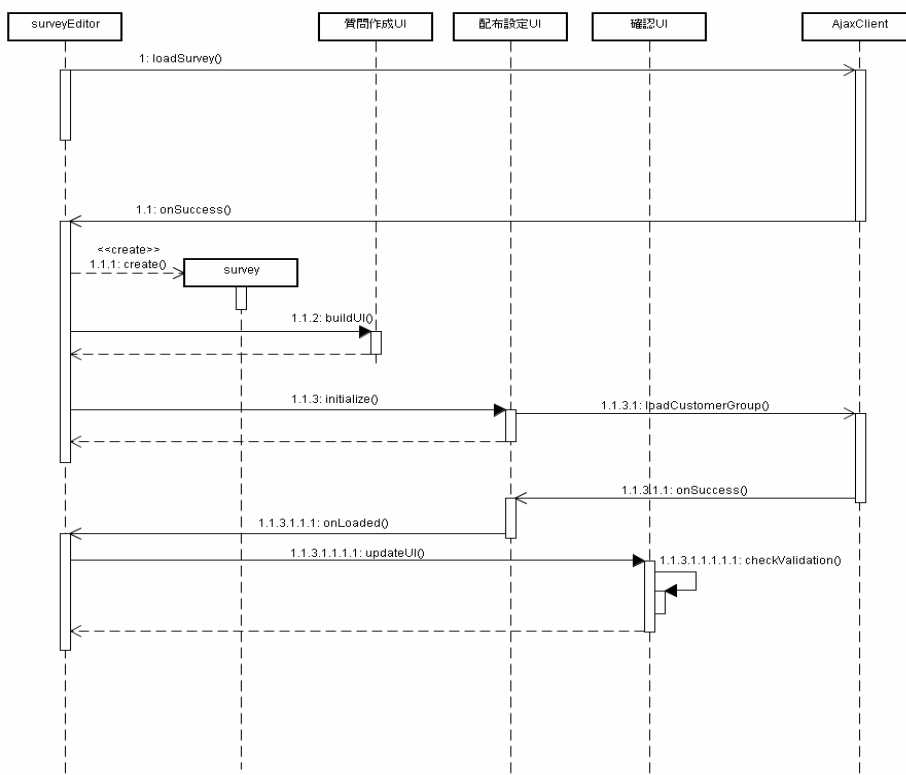 surveyEditor
質問作成UI
配布設定UI
確認UI
AjaxClient
1: loadSurvey()
1.1: onSuccess()
<<create>>
1.1.1: create()
survey
1.1.2: buildUI()
1.1.3: initialize()
1.1.3.1: loadCustomerGroup()
1.1.3.1.1: onSuccess()
1.1.3.1.1.1: onLoaded()
1.1.3.1.1.1.1: updateUI()
1.1.3.1.1.1.1.1: checkValidation()